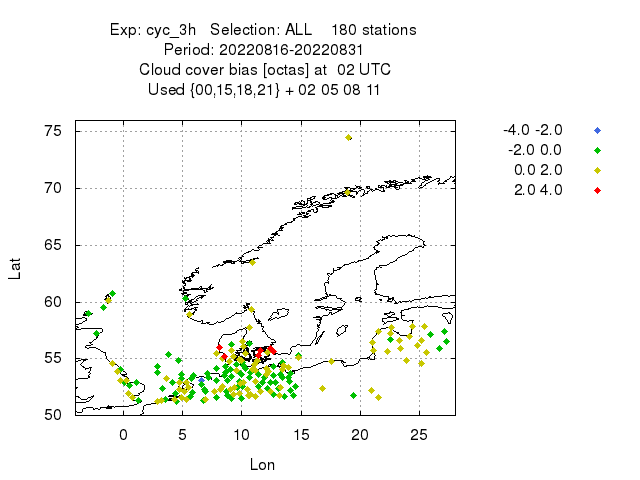 Exp: cyc_3h   Selection: ALL    180 stations
Period: 20220816-20220831
Cloud cover bias [octas] at  02 UTC
Used {00,15,18,21} + 02 05 08 11
-4.0 -2.0
-2.0 0.0
0.0 2.0
2.0 4.0
75
70
65
60
55
50
Lat
0 5 10 15 20 25
Lon